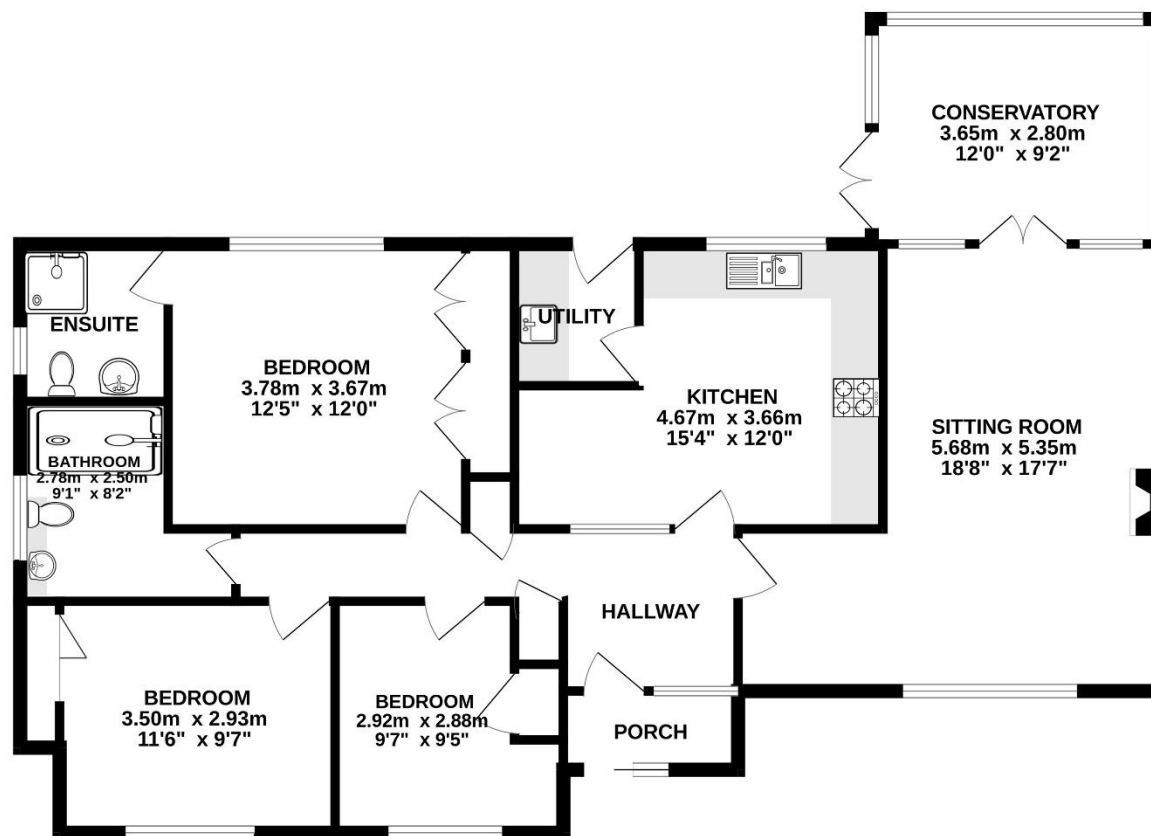 CONSERVATORY
3.65m x 2.80m
12'0" x 9'2"
ENSUITE
BEDROOM
3.78m x 3.67m
12'5" x 12'0"
UTILITY
KITCHEN
4.67m x 3.66m
15'4" x 12'0"
SITTING ROOM
5.68m x 5.35m
18'8" x 17'7"
BATHROOM
2.78m x 2.50m
9'1" x 8'2"
HALLWAY
BEDROOM
3.50m x 2.93m
11'6" x 9'7"
BEDROOM
2.92m x 2.88m
9'7" x 9'5"
PORCH